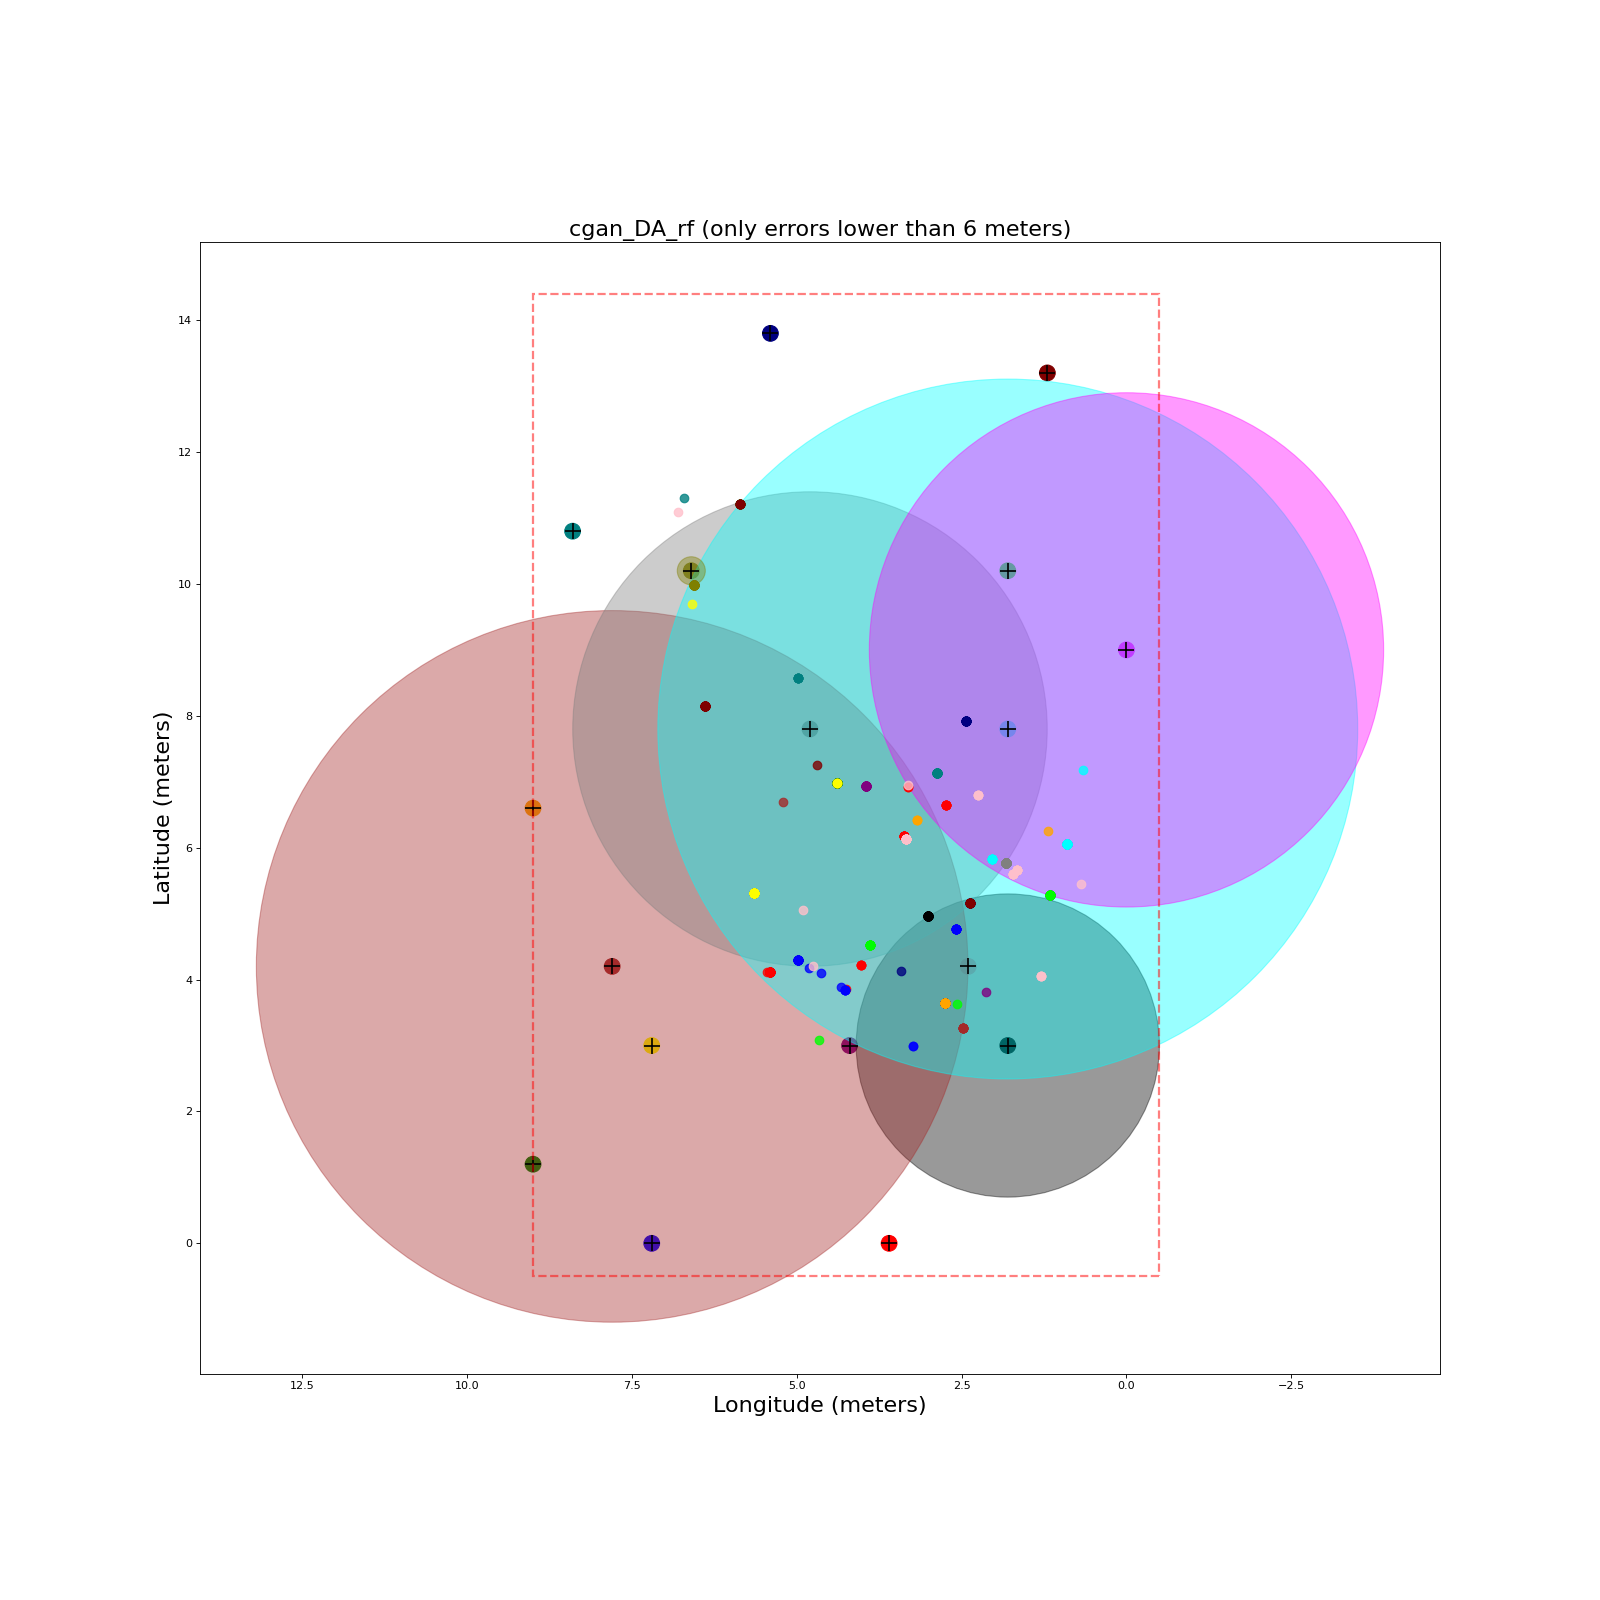 cgan_DA_rf (only errors lower than 6 meters)
14
12
10
8
6
4
2
0
Latitude (meters)
12.5 10.0 7.5 5.0 2.5 0.0 −2.5
Longitude (meters)